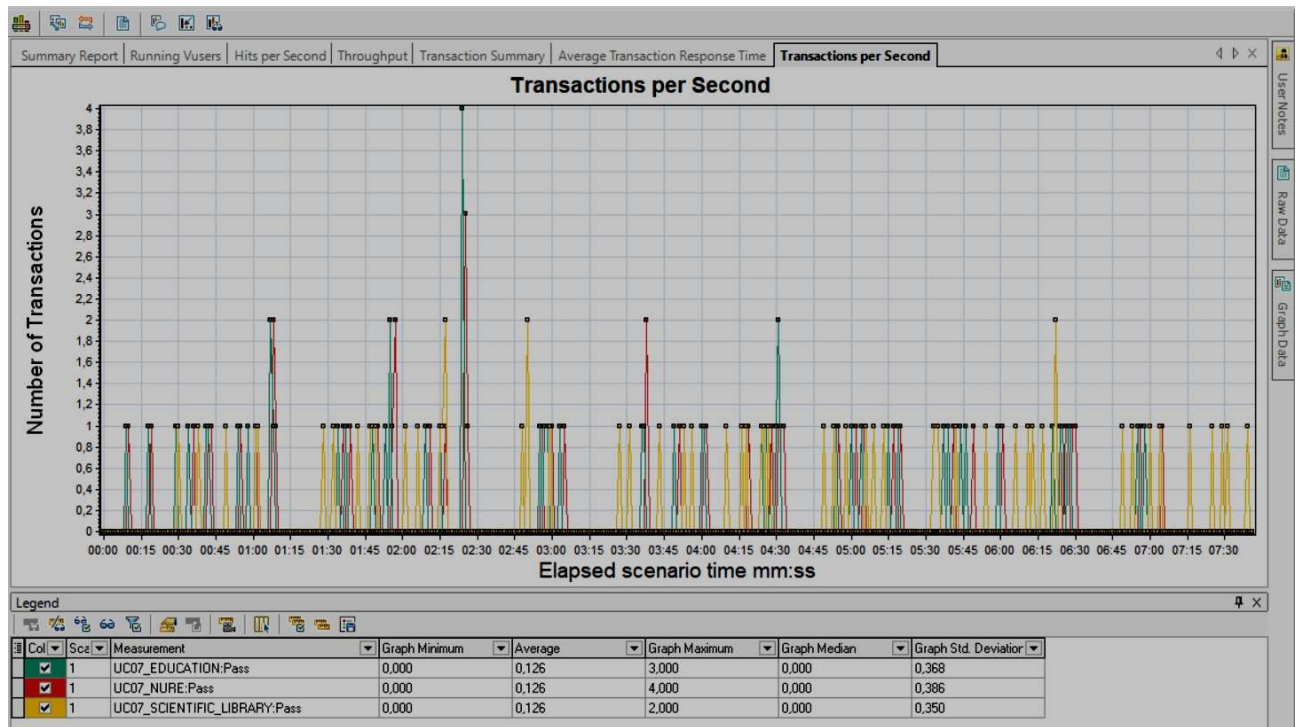 Summary Report Running Vusers Hits per Second Throughput Transaction Summary Average Transaction Response Time Transactions per Second
Transactions per Second
User Notes
Raw Data
Graph Data
Number of Transactions
4
3,8
3,6
3,4
3,2
3
2,8
2,6
2,4
2,2
2
1,8
1,6
1,4
1,2
1
0,8
0,6
0,4
0,2
0
00:00 00:15 00:30 00:45 01:00 01:15 01:30 01:45 02:00 02:15 02:30 02:45 03:00 03:15 03:30 03:45 04:00 04:15 04:30 04:45 05:00 05:15 05:30 05:45 06:00 06:15 06:30 06:45 07:00 07:15 07:30
Elapsed scenario time mm:ss
Legend
Col Sca Measurement Graph Minimum Average Graph Maximum Graph Median Graph Std. Deviation
1 UC07_EDUCATION:Pass 0,000 0,126 3,000 0,000 0,368
1 UC07_NURE:Pass 0,000 0,126 4,000 0,000 0,386
1 UC07_SCIENTIFIC_LIBRARY:Pass 0,000 0,126 2,000 0,000 0,350